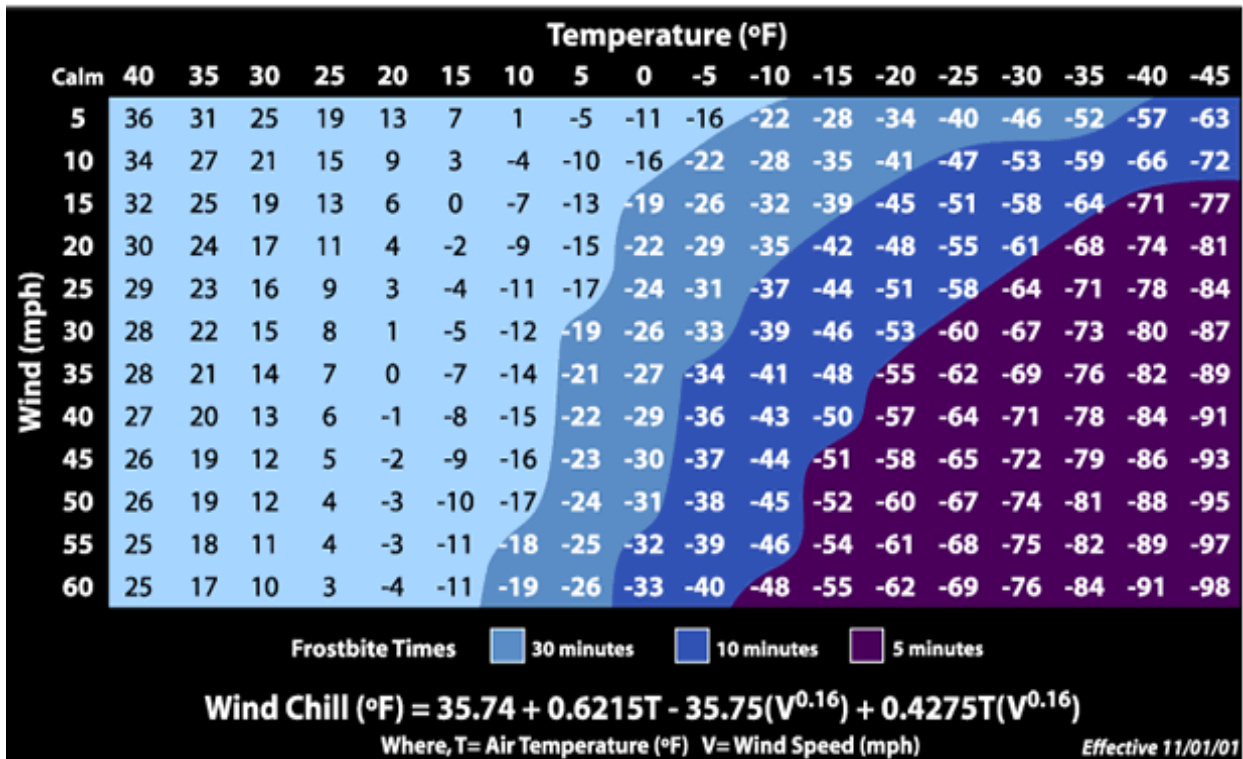 Temperature (ºF)
Calm 40 35 30 25 20 15 10 5 0 -5 -10 -15 -20 -25 -30 -35 -40 -45
5 36 31 25 19 13 7 1 -5 -11 -16 -22 -28 -34 -40 -46 -52 -57 -63
10 34 27 21 15 9 3 -4 -10 -16 -22 -28 -35 -41 -47 -53 -59 -66 -72
15 32 25 19 13 6 0 -7 -13 -19 -26 -32 -39 -45 -51 -58 -64 -71 -77
20 30 24 17 11 4 -2 -9 -15 -22 -29 -35 -42 -48 -55 -61 -68 -74 -81
25 29 23 16 9 3 -4 -11 -17 -24 -31 -37 -44 -51 -58 -64 -71 -78 -84
30 28 22 15 8 1 -5 -12 -19 -26 -33 -39 -46 -53 -60 -67 -73 -80 -87
35 28 21 14 7 0 -7 -14 -21 -27 -34 -41 -48 -55 -62 -69 -76 -82 -89
40 27 20 13 6 -1 -8 -15 -22 -29 -36 -43 -50 -57 -64 -71 -78 -84 -91
45 26 19 12 5 -2 -9 -16 -23 -30 -37 -44 -51 -58 -65 -72 -79 -86 -93
50 26 19 12 4 -3 -10 -17 -24 -31 -38 -45 -52 -60 -67 -74 -81 -88 -95
55 25 18 11 4 -3 -11 -18 -25 -32 -39 -46 -54 -61 -68 -75 -82 -89 -97
60 25 17 10 3 -4 -11 -19 -26 -33 -40 -48 -55 -62 -69 -76 -84 -91 -98
Wind (mph)
Frostbite Times 30 minutes 10 minutes 5 minutes
Wind Chill (ºF) = 35.74 + 0.6215T - 35.75(V^0.16) + 0.4275T(V^0.16)
Where, T= Air Temperature (ºF) V= Wind Speed (mph) Effective 11/01/01